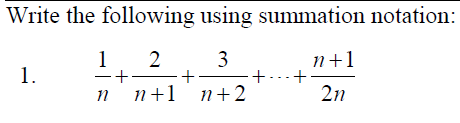 Write the following using summation notation:
1. 1/n + 2/(n+1) + 3/(n+2) + ··· + (n+1)/(2n)